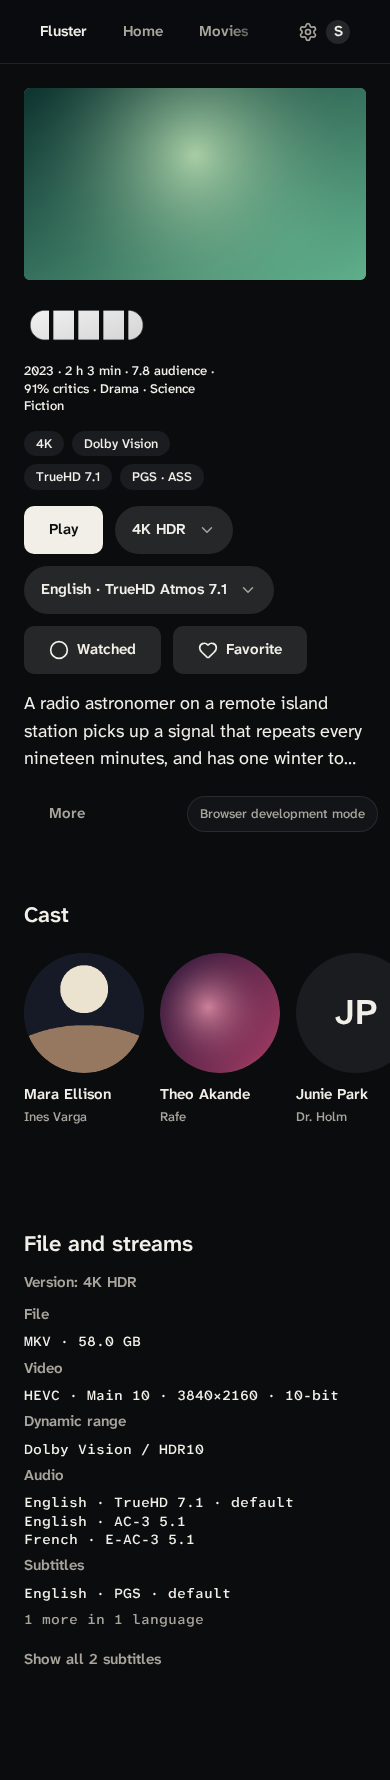 Fluster Home Movies S
2023 · 2 h 3 min · 7.8 audience ·
91% critics · Drama · Science
Fiction
4K Dolby Vision
TrueHD 7.1 PGS · ASS
Play 4K HDR
English · TrueHD Atmos 7.1
Watched Favorite
A radio astronomer on a remote island
station picks up a signal that repeats every
nineteen minutes, and has one winter to...
More Browser development mode
Cast
JP
Mara Ellison Theo Akande Junie Park
Ines Varga Rafe Dr. Holm
File and streams
Version: 4K HDR
File
MKV · 58.0 GB
Video
HEVC · Main 10 · 3840×2160 · 10-bit
Dynamic range
Dolby Vision / HDR10
Audio
English · TrueHD 7.1 · default
English · AC-3 5.1
French · E-AC-3 5.1
Subtitles
English · PGS · default
1 more in 1 language
Show all 2 subtitles